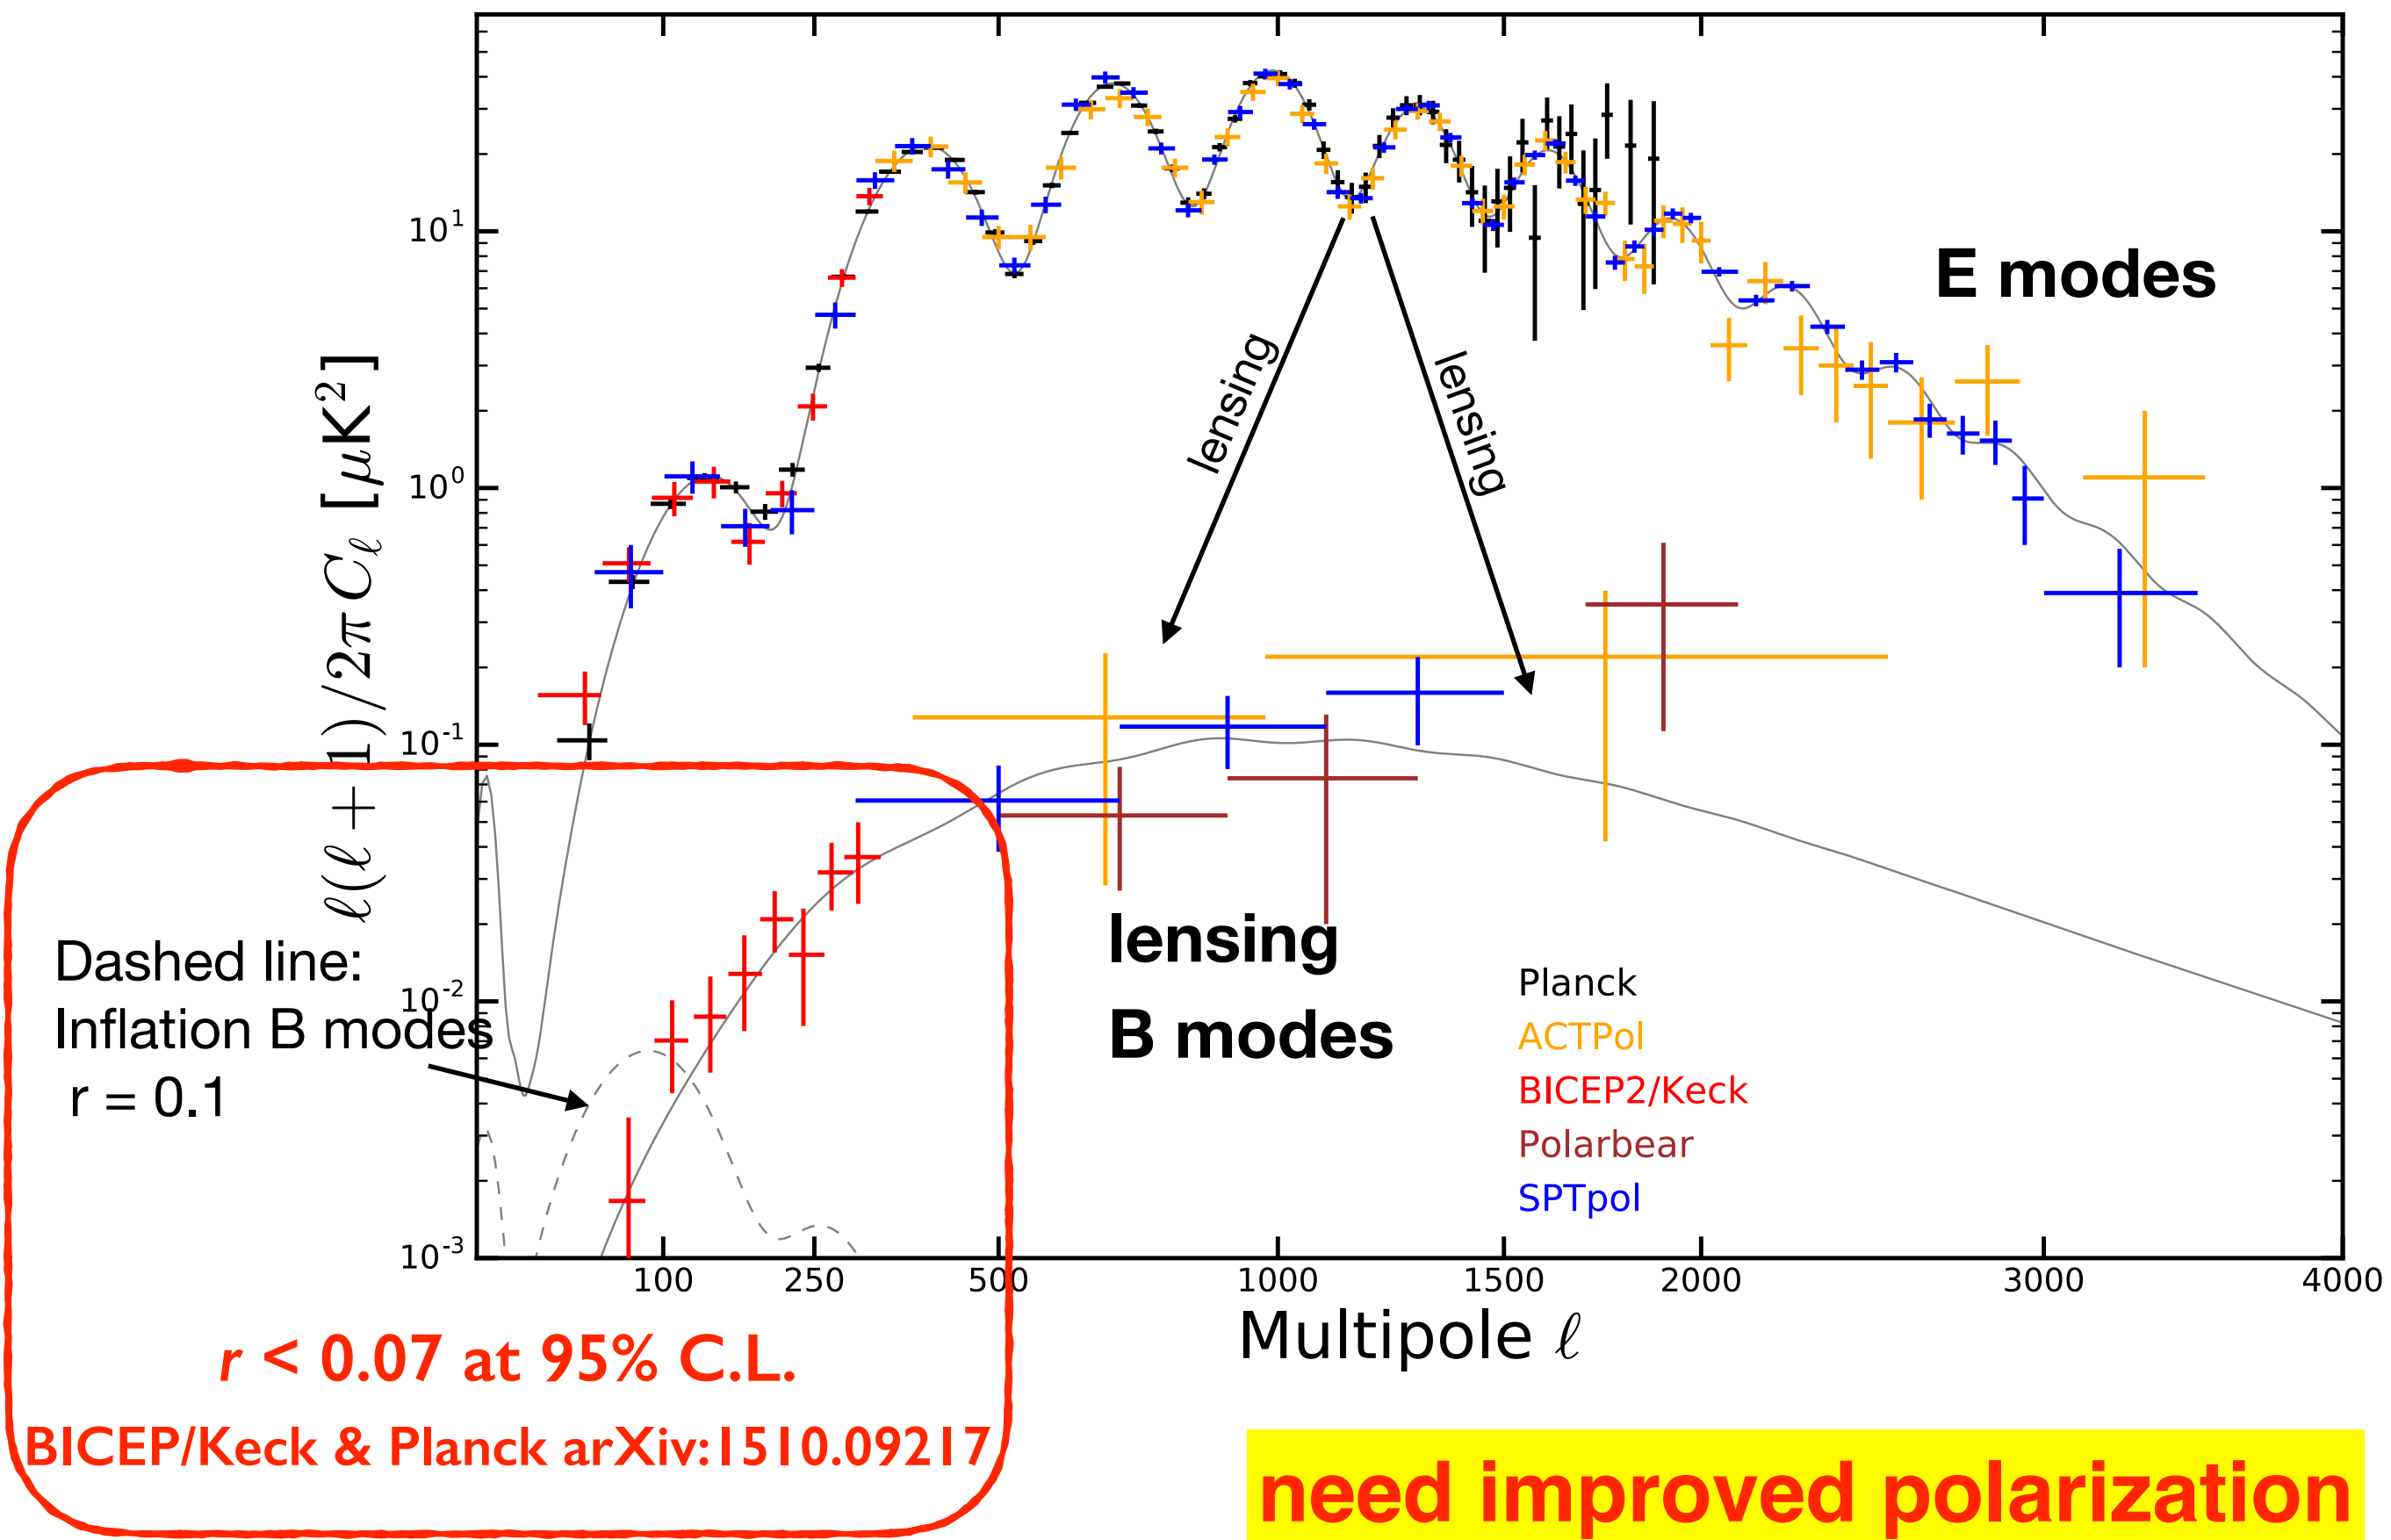 10¹
10⁰
10⁻¹
10⁻²
10⁻³
ℓ(ℓ + 1)/2π C_ℓ [μK²]
E modes
lensing
lensing
Dashed line:
Inflation B modes
r = 0.1
lensing
B modes
Planck
ACTPol
BICEP2/Keck
Polarbear
SPTpol
100 250 500 1000 1500 2000 3000 4000
Multipole ℓ
r < 0.07 at 95% C.L.
BICEP/Keck & Planck arXiv:1510.09217
need improved polarization